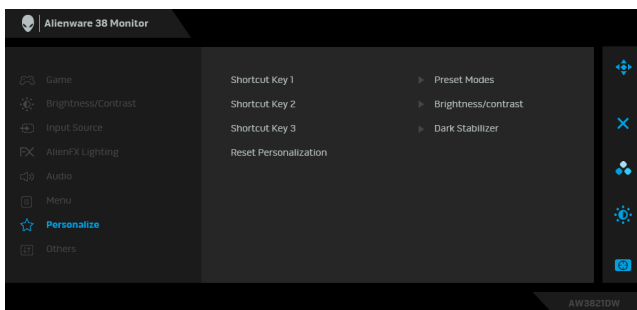 Alienware 38 Monitor
Game
Brightness/Contrast
Input Source
AlienFX Lighting
Audio
Menu
Personalize
Others
Shortcut Key 1 Preset Modes
Shortcut Key 2 Brightness/contrast
Shortcut Key 3 Dark Stabilizer
Reset Personalization
AW3821DW